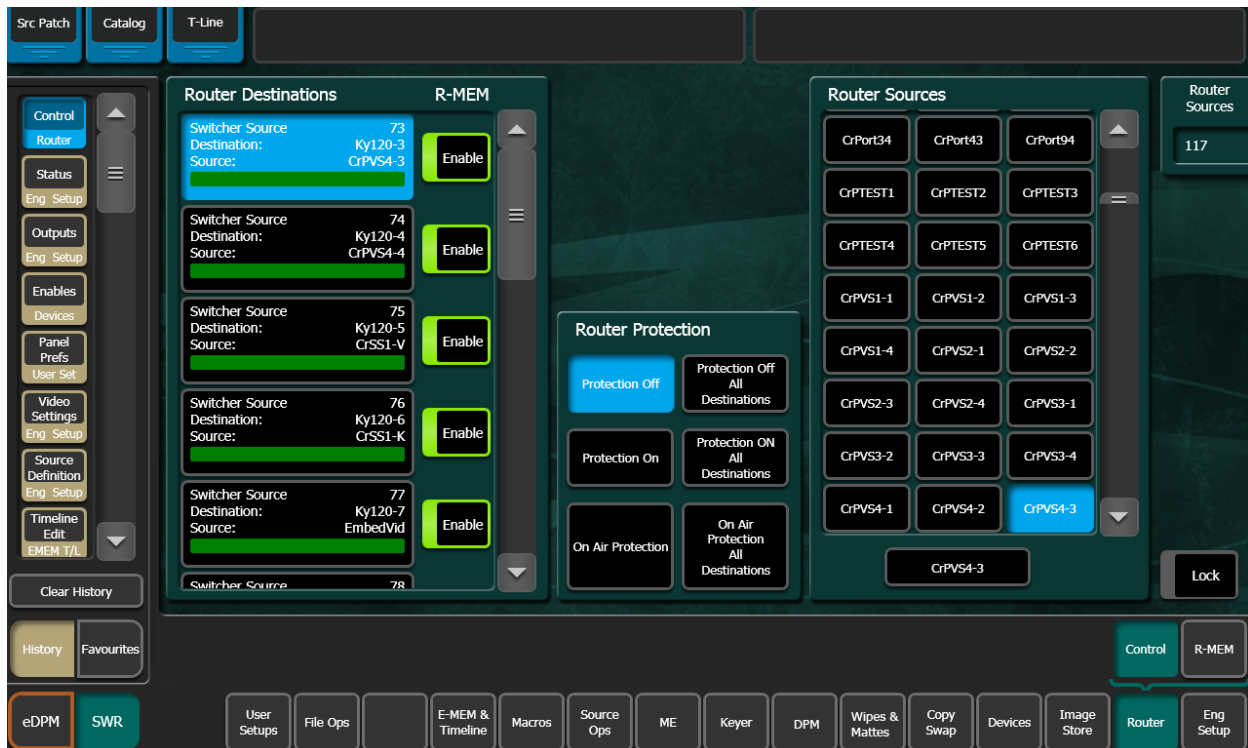 Src Patch
Catalog
T-Line
Control
Router
Status
Eng Setup
Outputs
Eng Setup
Enables
Devices
Panel
Prefs
User Set
Video
Settings
Eng Setup
Source
Definition
Eng Setup
Timeline
Edit
EMEM T/L
Clear History
History
Favourites
Router Destinations R-MEM
Switcher Source 73
Destination: Ky120-3
Source: CrPVS4-3
Enable
Switcher Source 74
Destination: Ky120-4
Source: CrPVS4-4
Enable
Switcher Source 75
Destination: Ky120-5
Source: CrSS1-V
Enable
Switcher Source 76
Destination: Ky120-6
Source: CrSS1-K
Enable
Switcher Source 77
Destination: Ky120-7
Source: EmbedVid
Enable
Switcher Source 78
Router Protection
Protection Off
Protection Off
All
Destinations
Protection On
Protection ON
All
Destinations
On Air Protection
On Air
Protection
All
Destinations
Router Sources
CrPort34 CrPort43 CrPort94
CrPTEST1 CrPTEST2 CrPTEST3
CrPTEST4 CrPTEST5 CrPTEST6
CrPVS1-1 CrPVS1-2 CrPVS1-3
CrPVS1-4 CrPVS2-1 CrPVS2-2
CrPVS2-3 CrPVS2-4 CrPVS3-1
CrPVS3-2 CrPVS3-3 CrPVS3-4
CrPVS4-1 CrPVS4-2 CrPVS4-3
CrPVS4-3
Router
Sources
117
Lock
Control
R-MEM
eDPM
SWR
User
Setups
File Ops
E-MEM &
Timeline
Macros
Source
Ops
ME
Keyer
DPM
Wipes &
Mattes
Copy
Swap
Devices
Image
Store
Router
Eng
Setup